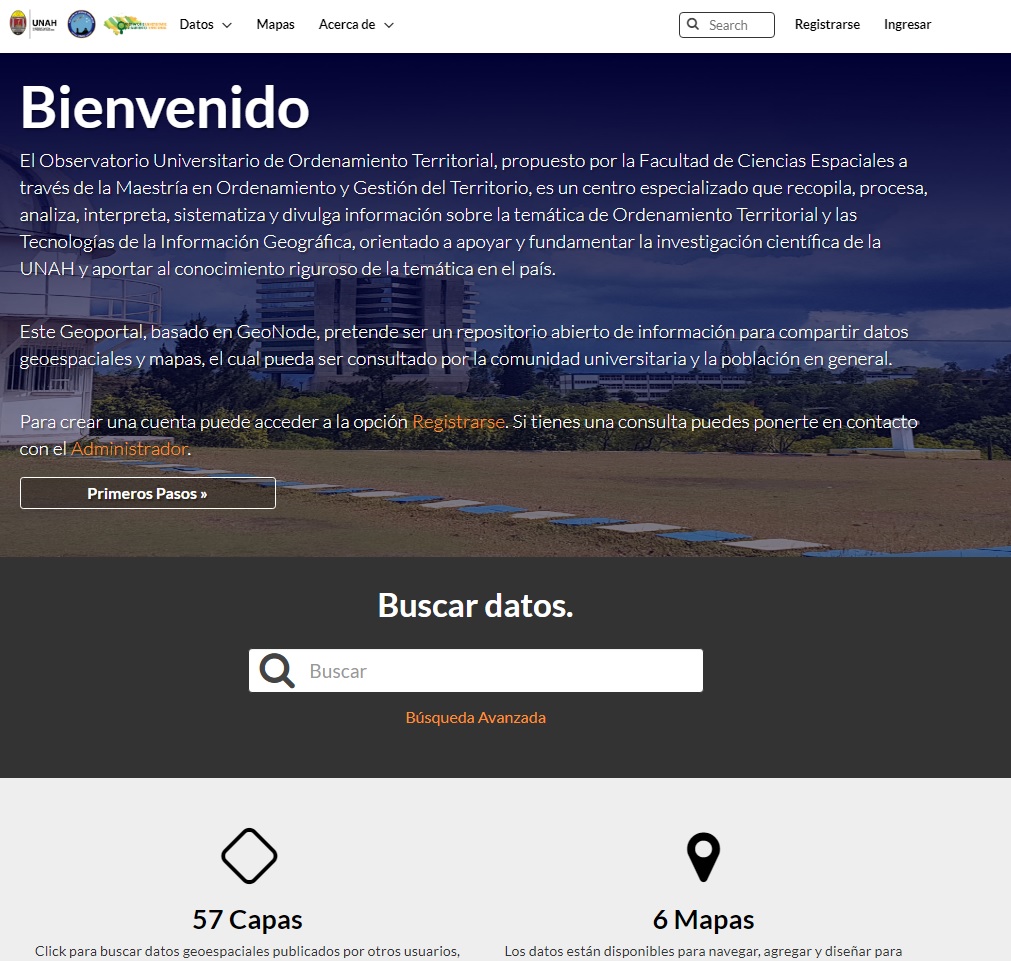 UNAH
Datos
Mapas
Acerca de
Search
Registrarse
Ingresar
Bienvenido
El Observatorio Universitario de Ordenamiento Territorial, propuesto por la Facultad de Ciencias Espaciales a
través de la Maestría en Ordenamiento y Gestión del Territorio, es un centro especializado que recopila, procesa,
analiza, interpreta, sistematiza y divulga información sobre la temática de Ordenamiento Territorial y las
Tecnologías de la Información Geográfica, orientado a apoyar y fundamentar la investigación científica de la
UNAH y aportar al conocimiento riguroso de la temática en el país.
Este Geoportal, basado en GeoNode, pretende ser un repositorio abierto de información para compartir datos
geoespaciales y mapas, el cual pueda ser consultado por la comunidad universitaria y la población en general.
Para crear una cuenta puede acceder a la opción Registrarse. Si tienes una consulta puedes ponerte en contacto
con el Administrador.
Primeros Pasos »
Buscar datos.
Buscar
Búsqueda Avanzada
57 Capas
Click para buscar datos geoespaciales publicados por otros usuarios,
6 Mapas
Los datos están disponibles para navegar, agregar y diseñar para